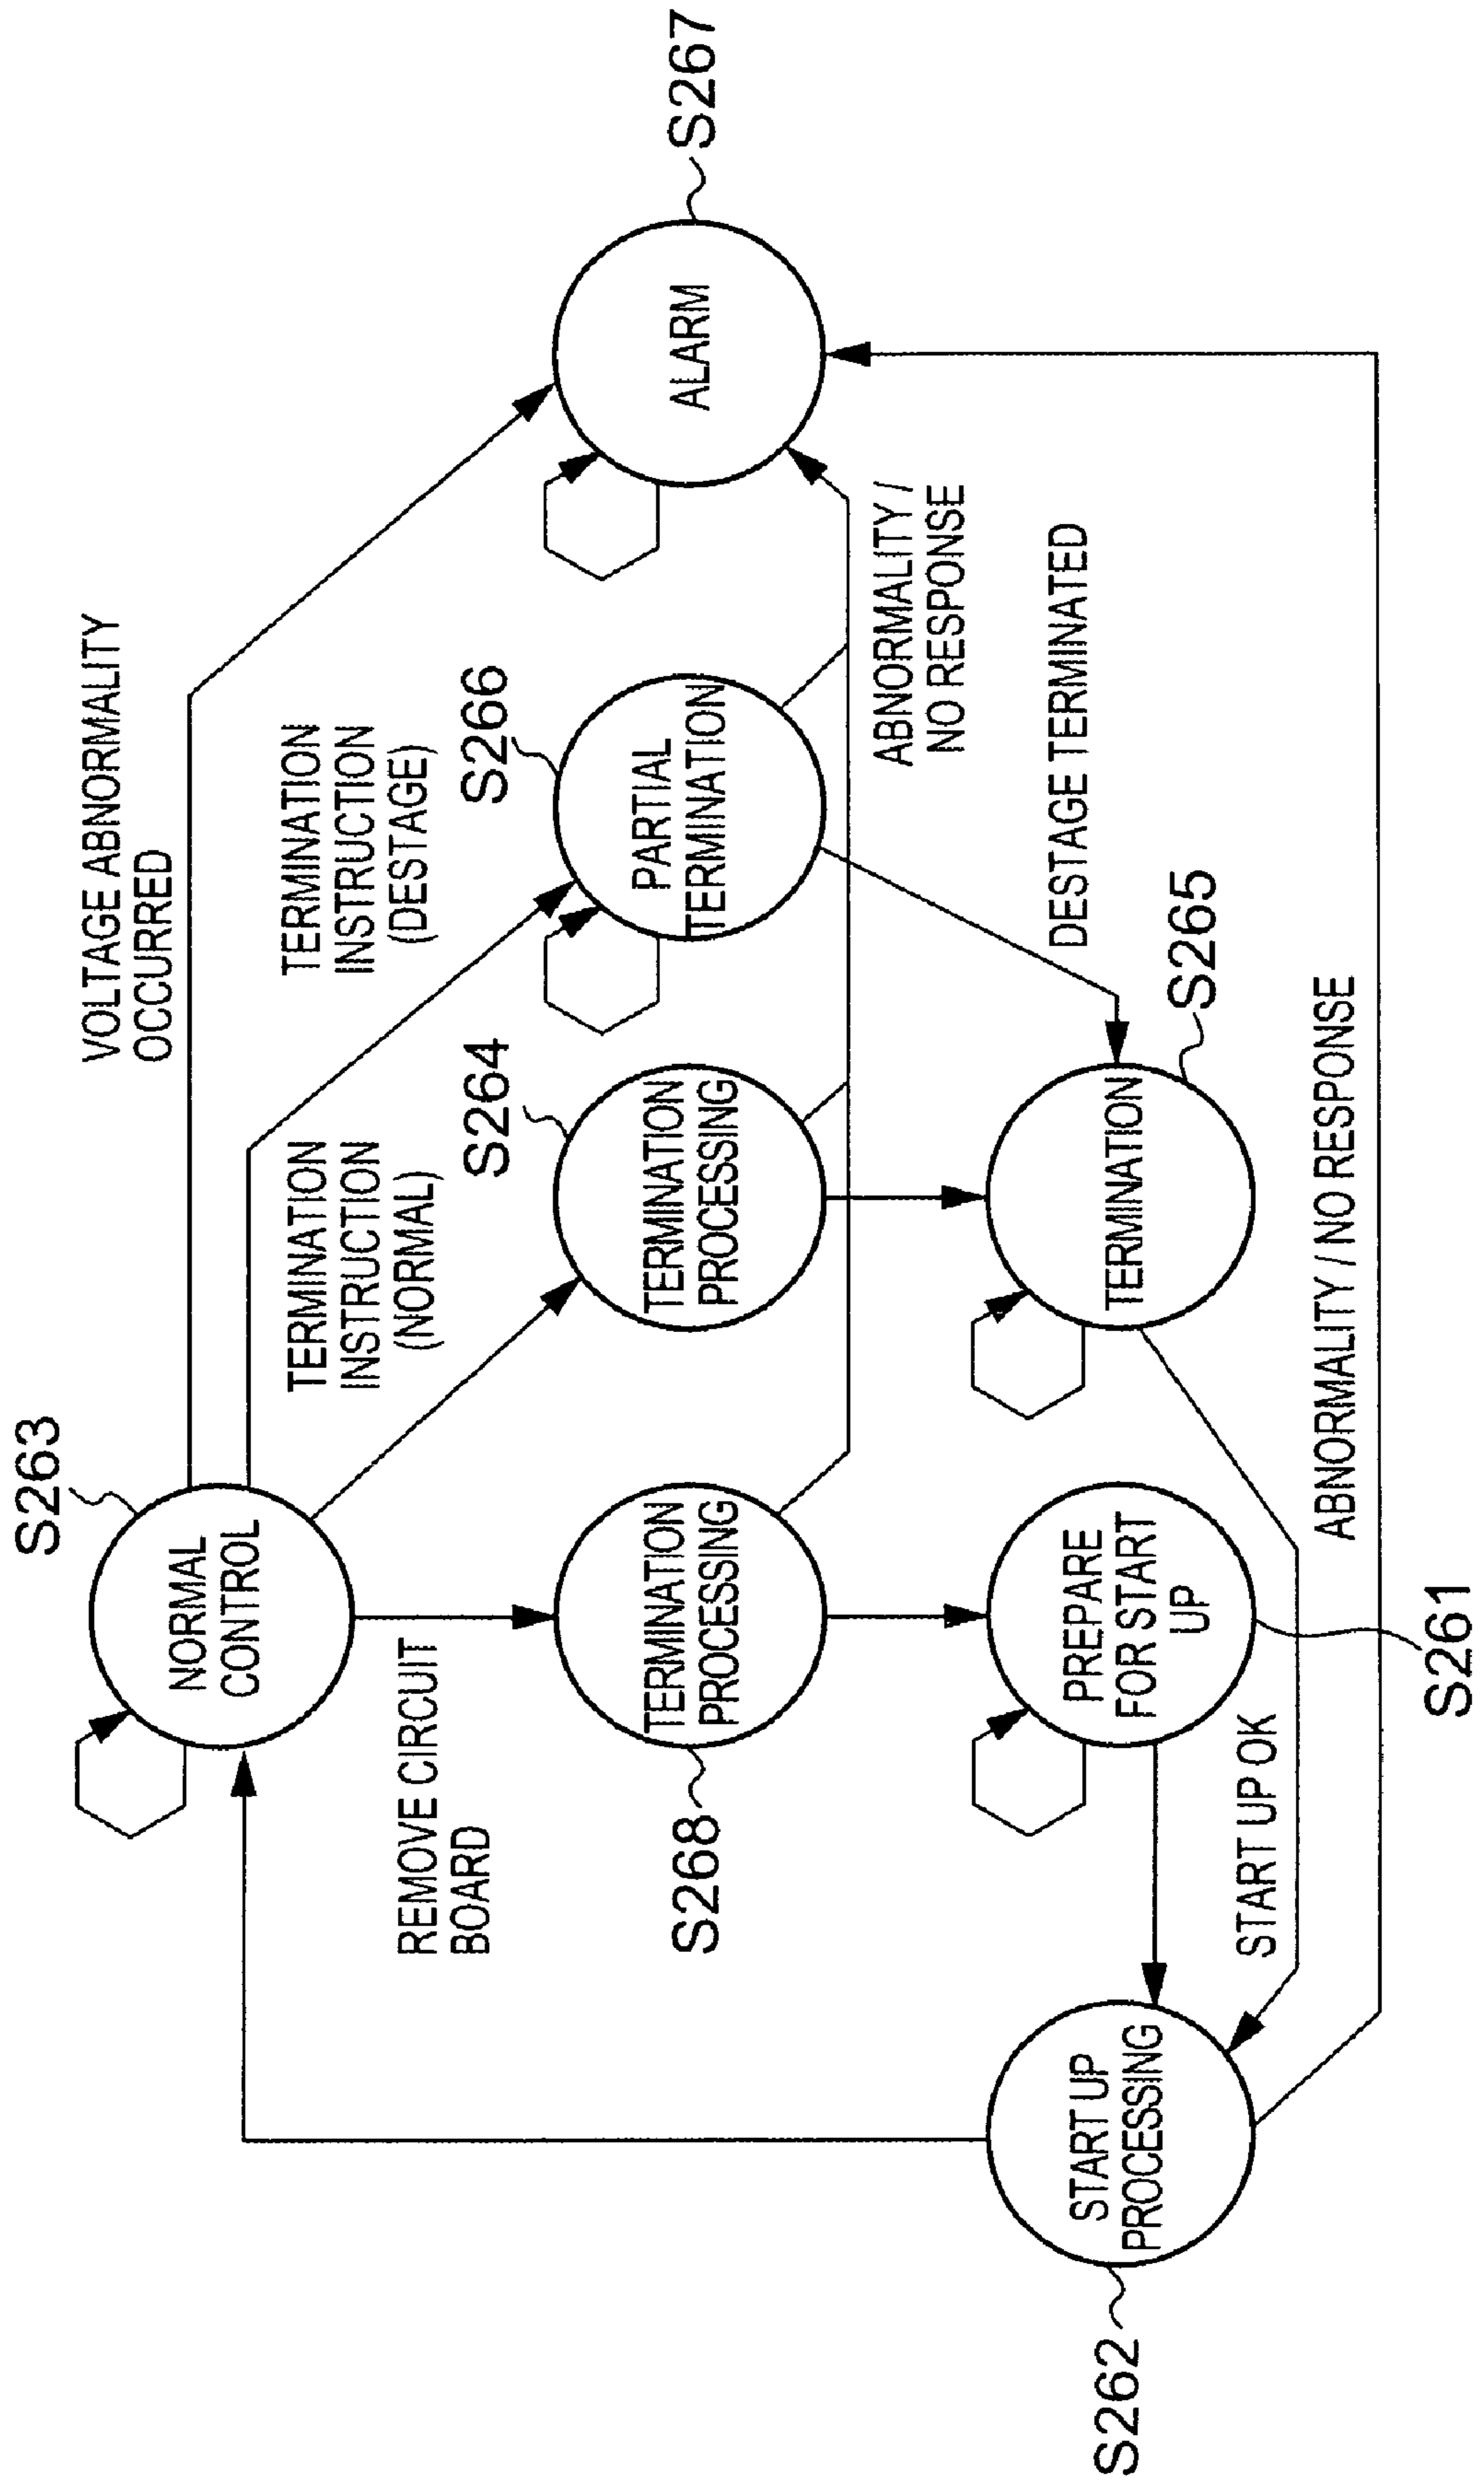 S263
NORMAL
CONTROL
VOLTAGE ABNORMALITY
OCCURRED
TERMINATION
INSTRUCTION
(DESTAGE)
TERMINATION
INSTRUCTION
(NORMAL)
REMOVE CIRCUIT
BOARD
S268
TERMINATION
PROCESSING
S264
TERMINATION
PROCESSING
S266
PARTIAL
TERMINATION
ALARM
S267
ABNORMALITY /
NO RESPONSE
DESTAGE TERMINATED
S262
START UP
PROCESSING
PREPARE
FOR START
UP
TERMINATION
S265
START UP OK
ABNORMALITY / NO RESPONSE
S261